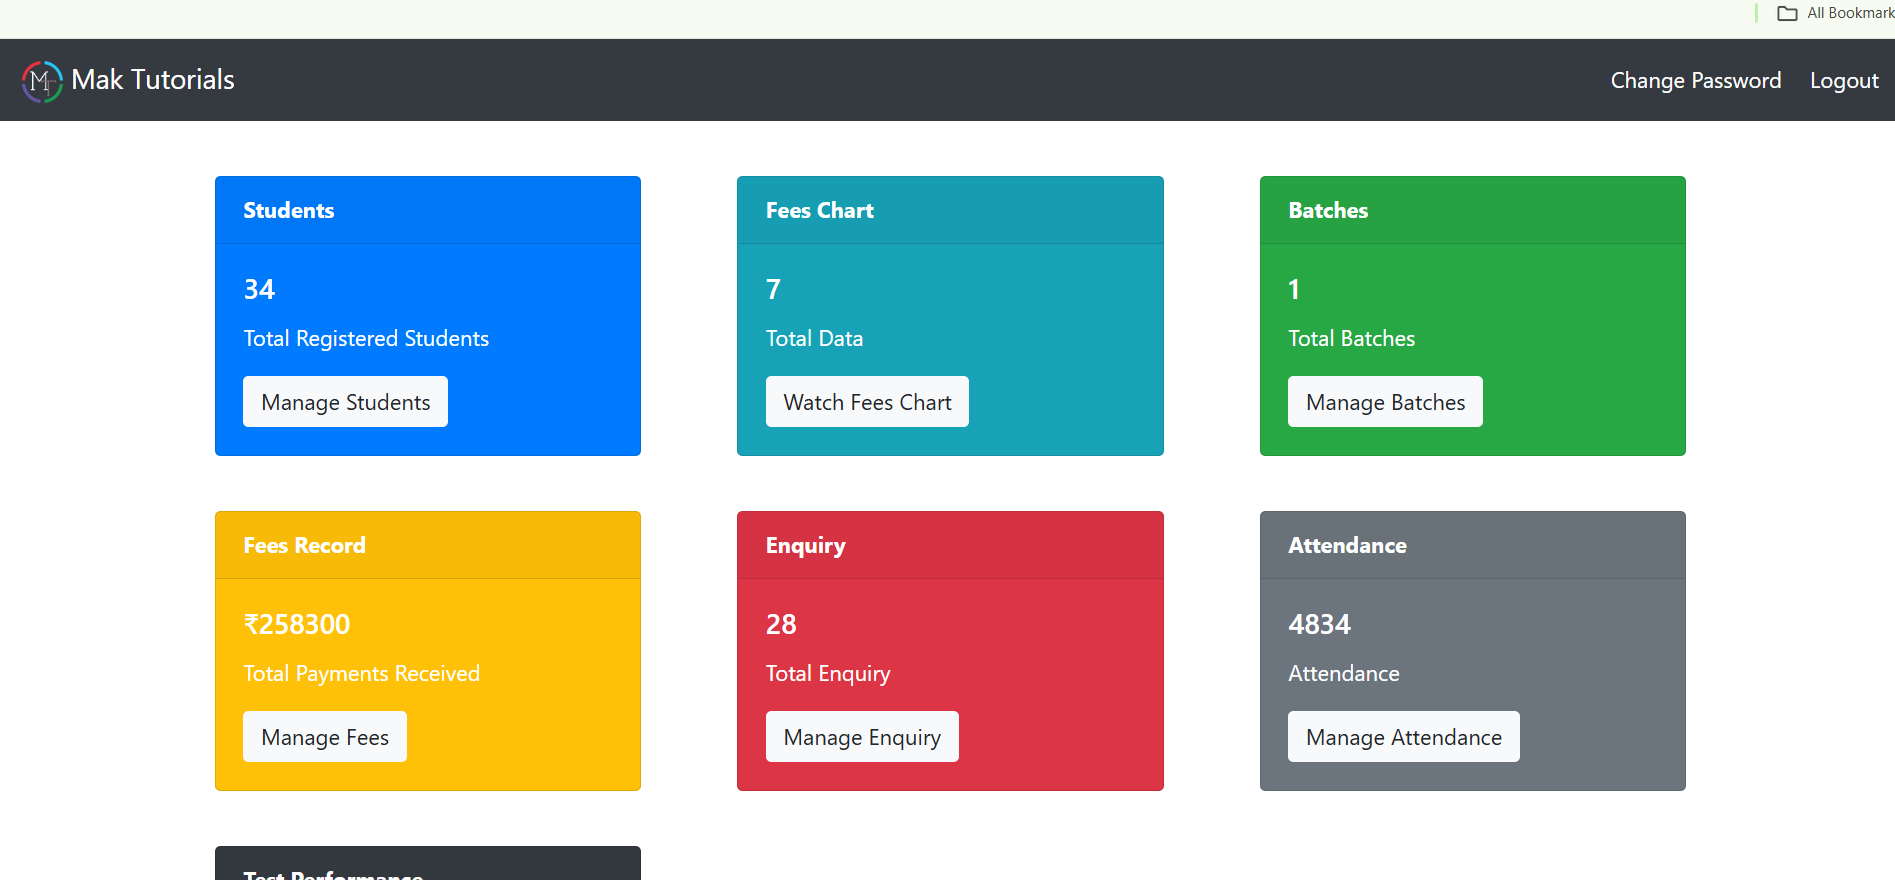 All Bookmark
Mak Tutorials
Change Password Logout
Students
34
Total Registered Students
Manage Students
Fees Chart
7
Total Data
Watch Fees Chart
Batches
1
Total Batches
Manage Batches
Fees Record
₹258300
Total Payments Received
Manage Fees
Enquiry
28
Total Enquiry
Manage Enquiry
Attendance
4834
Attendance
Manage Attendance
Test Performance